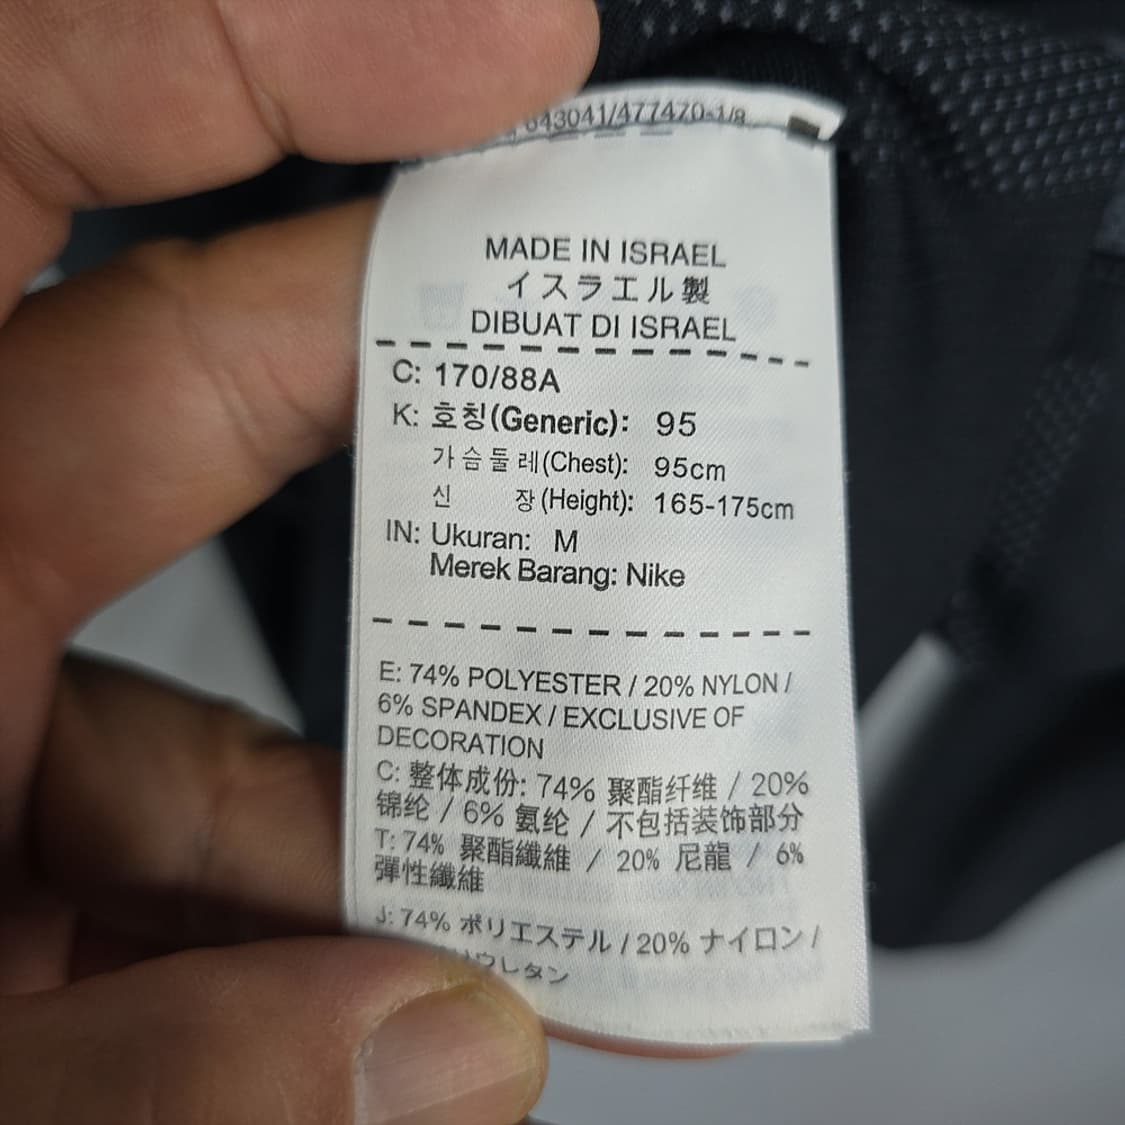 643041/477470-1/8
MADE IN ISRAEL
イスラエル製
DIBUAT DI ISRAEL
C: 170/88A
K: 호칭(Generic): 95
가슴둘레(Chest): 95cm
신 장(Height): 165-175cm
IN: Ukuran: M
Merek Barang: Nike
E: 74% POLYESTER / 20% NYLON /
6% SPANDEX / EXCLUSIVE OF
DECORATION
C: 整体成份: 74% 聚酯纤维 / 20%
锦纶 / 6% 氨纶 / 不包括装饰部分
T: 74% 聚酯纖維 / 20% 尼龍 / 6%
彈性纖維
J: 74% ポリエステル / 20% ナイロン /
ウレタン